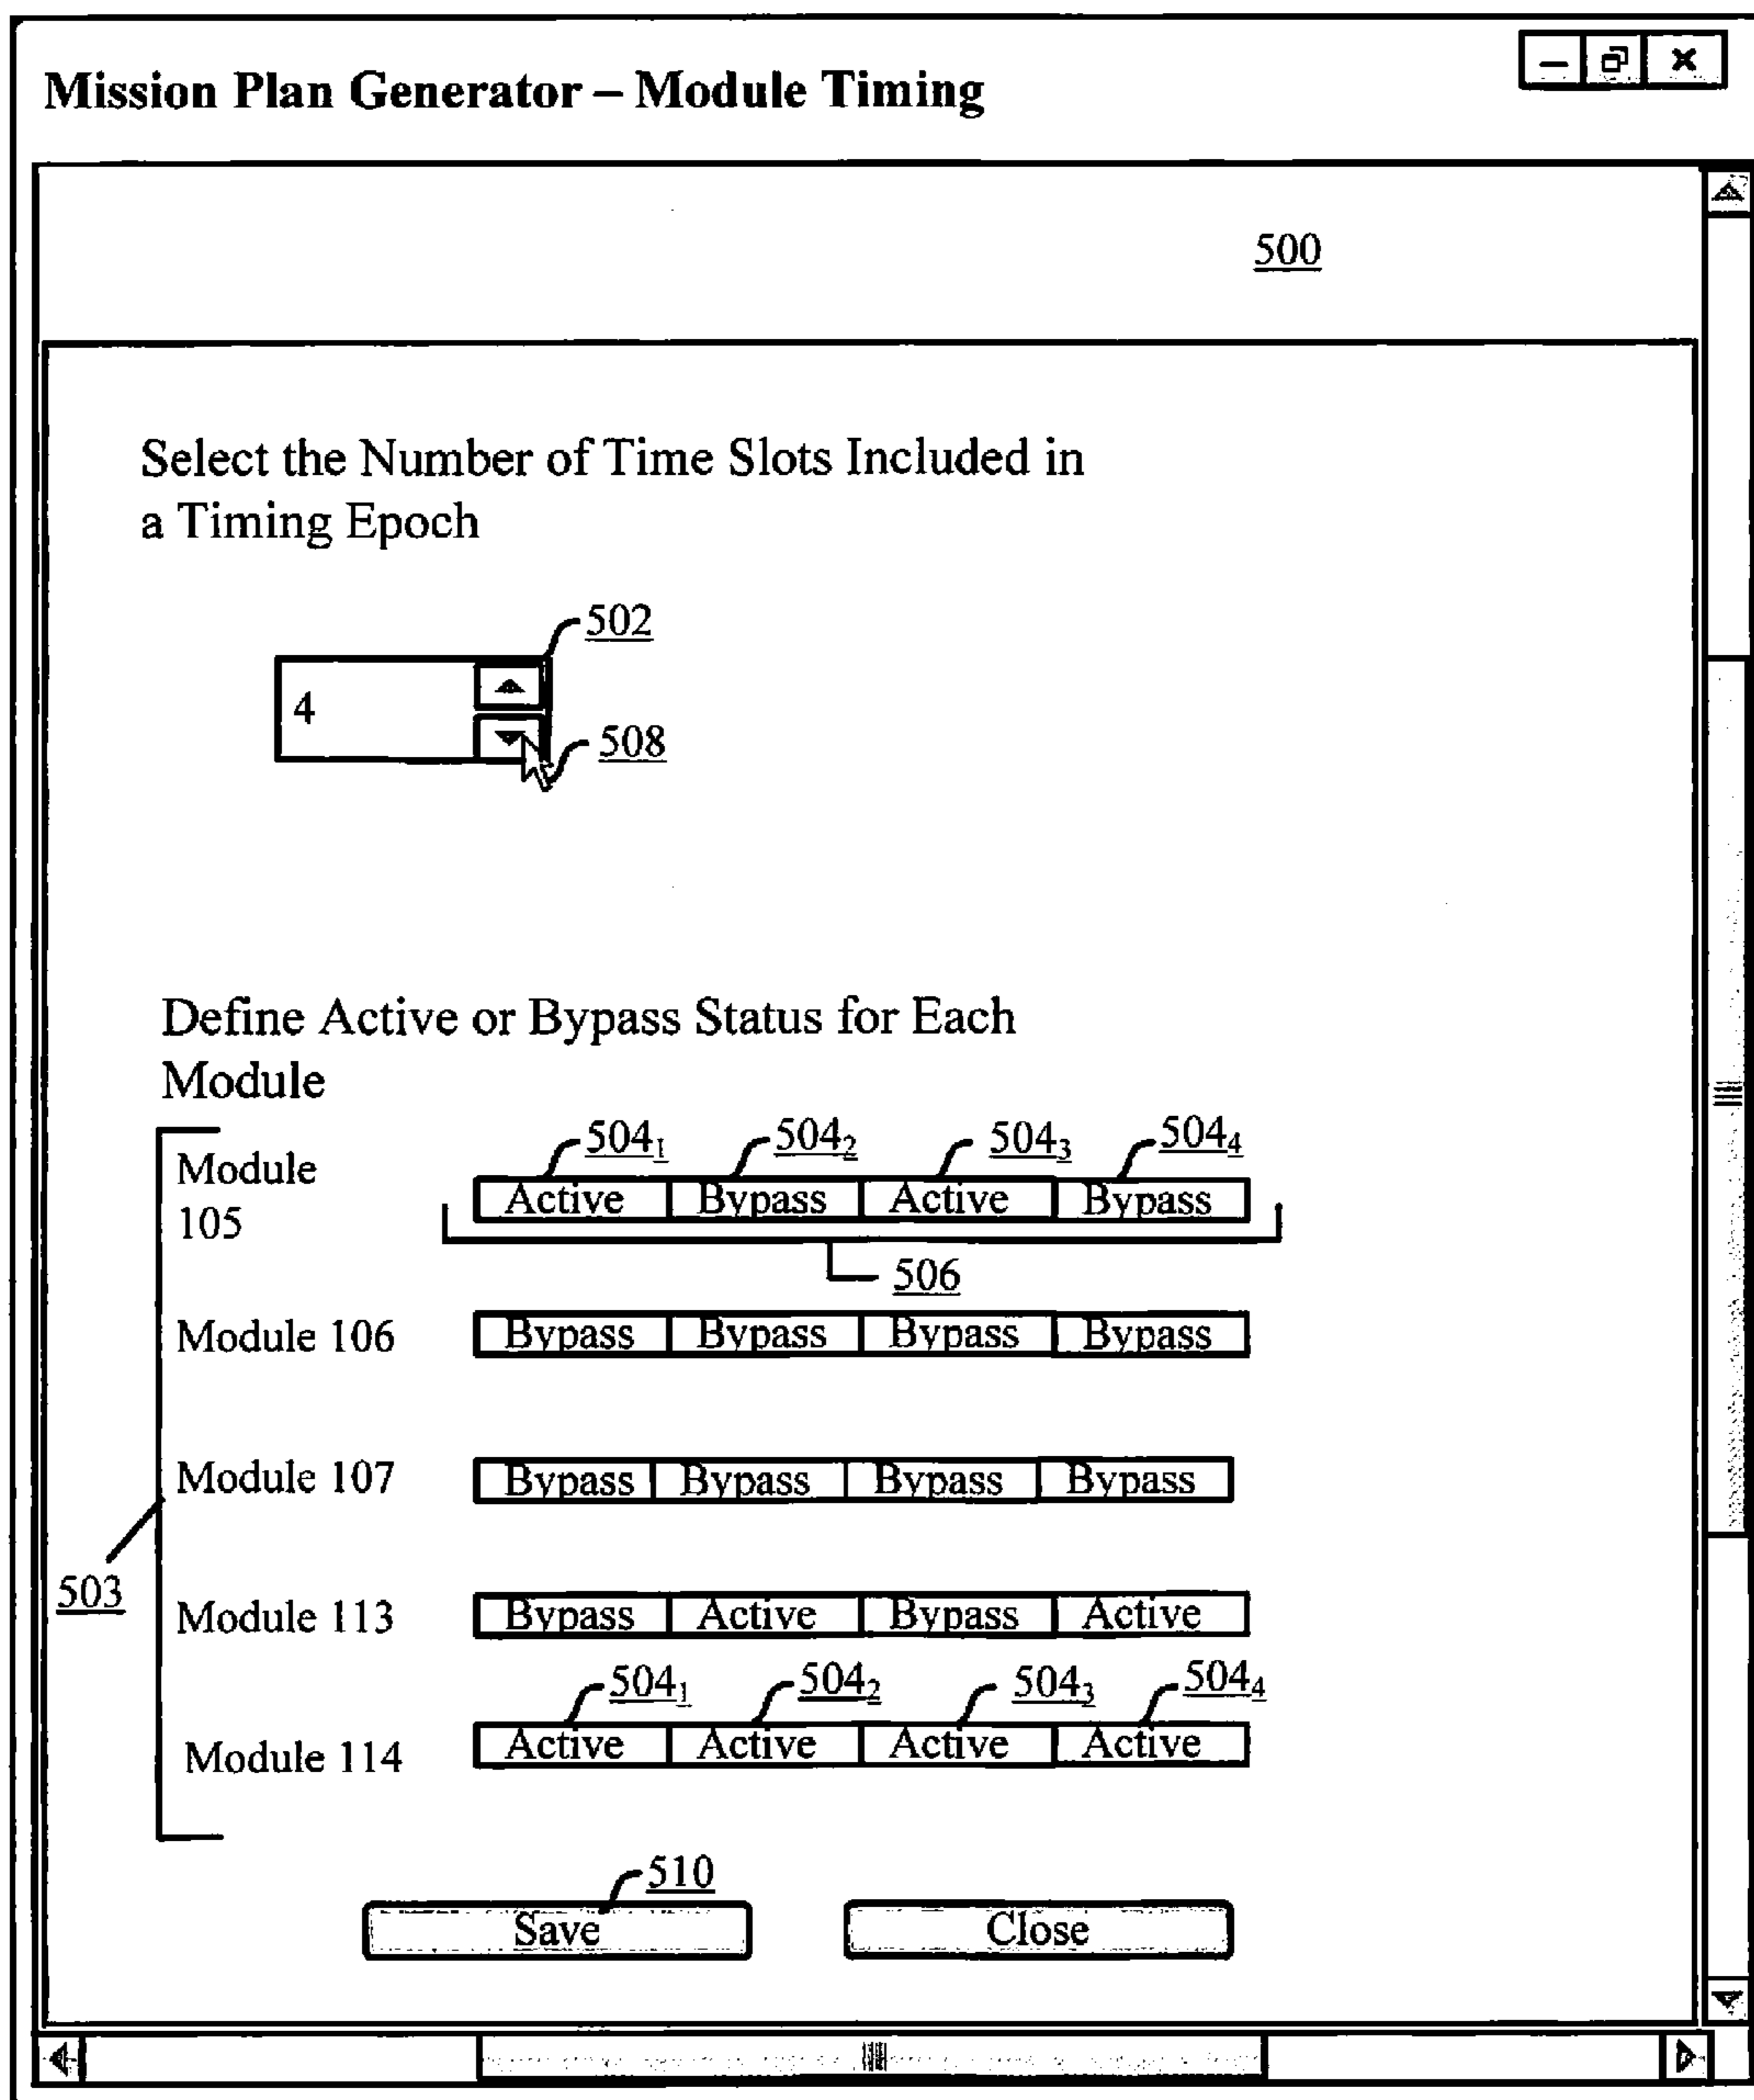 Mission Plan Generator – Module Timing
500
Select the Number of Time Slots Included in
a Timing Epoch
502
4
508
Define Active or Bypass Status for Each
Module
504₁ 504₂ 504₃ 504₄
Module
105
Active Bypass Active Bypass
506
Module 106 Bypass Bypass Bypass Bypass
Module 107 Bypass Bypass Bypass Bypass
503
Module 113 Bypass Active Bypass Active
504₁ 504₂ 504₃ 504₄
Module 114 Active Active Active Active
510
Save Close